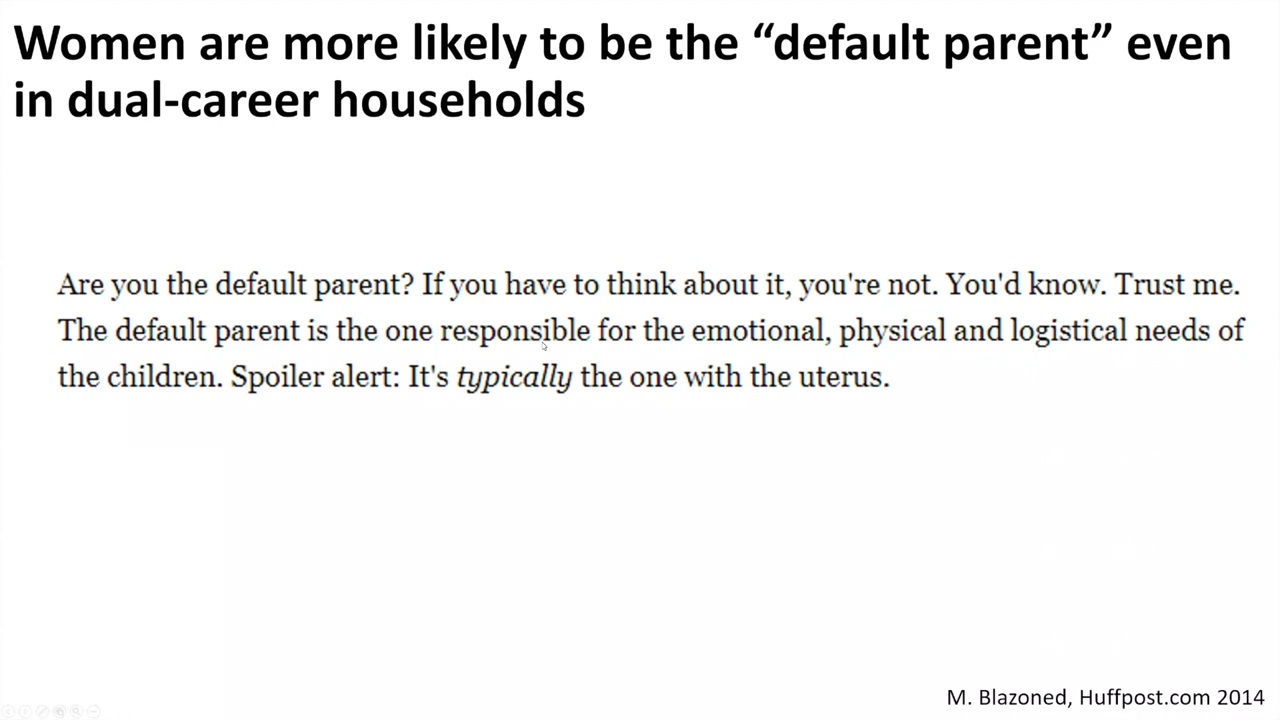 Women are more likely to be the “default parent” even
in dual-career households
Are you the default parent? If you have to think about it, you're not. You'd know. Trust me.
The default parent is the one responsible for the emotional, physical and logistical needs of
the children. Spoiler alert: It's typically the one with the uterus.
M. Blazoned, Huffpost.com 2014